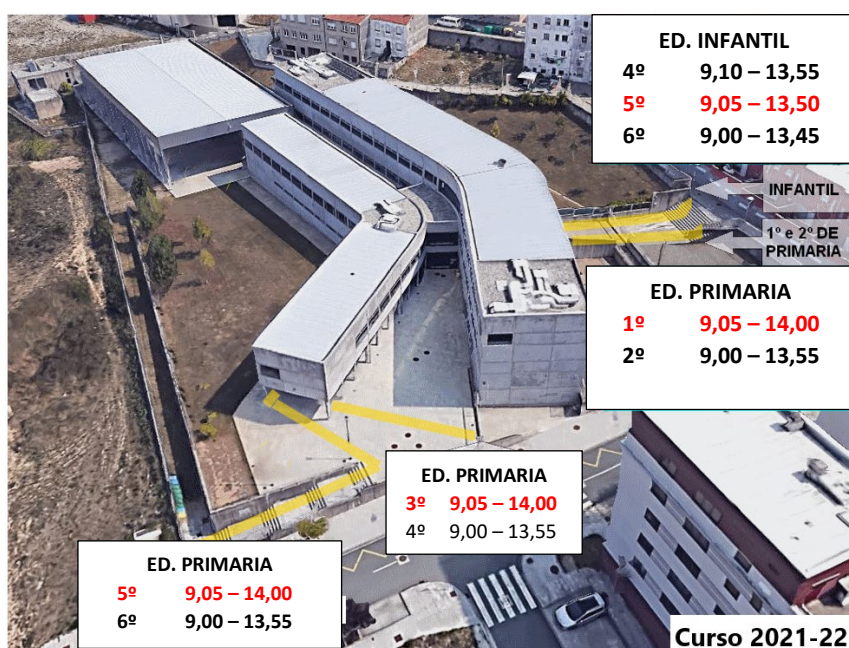 ED. INFANTIL
4º 9,10 – 13,55
5º 9,05 – 13,50
6º 9,00 – 13,45
INFANTIL
1º e 2º DE
PRIMARIA
ED. PRIMARIA
1º 9,05 – 14,00
2º 9,00 – 13,55
ED. PRIMARIA
3º 9,05 – 14,00
4º 9,00 – 13,55
ED. PRIMARIA
5º 9,05 – 14,00
6º 9,00 – 13,55
Curso 2021-22